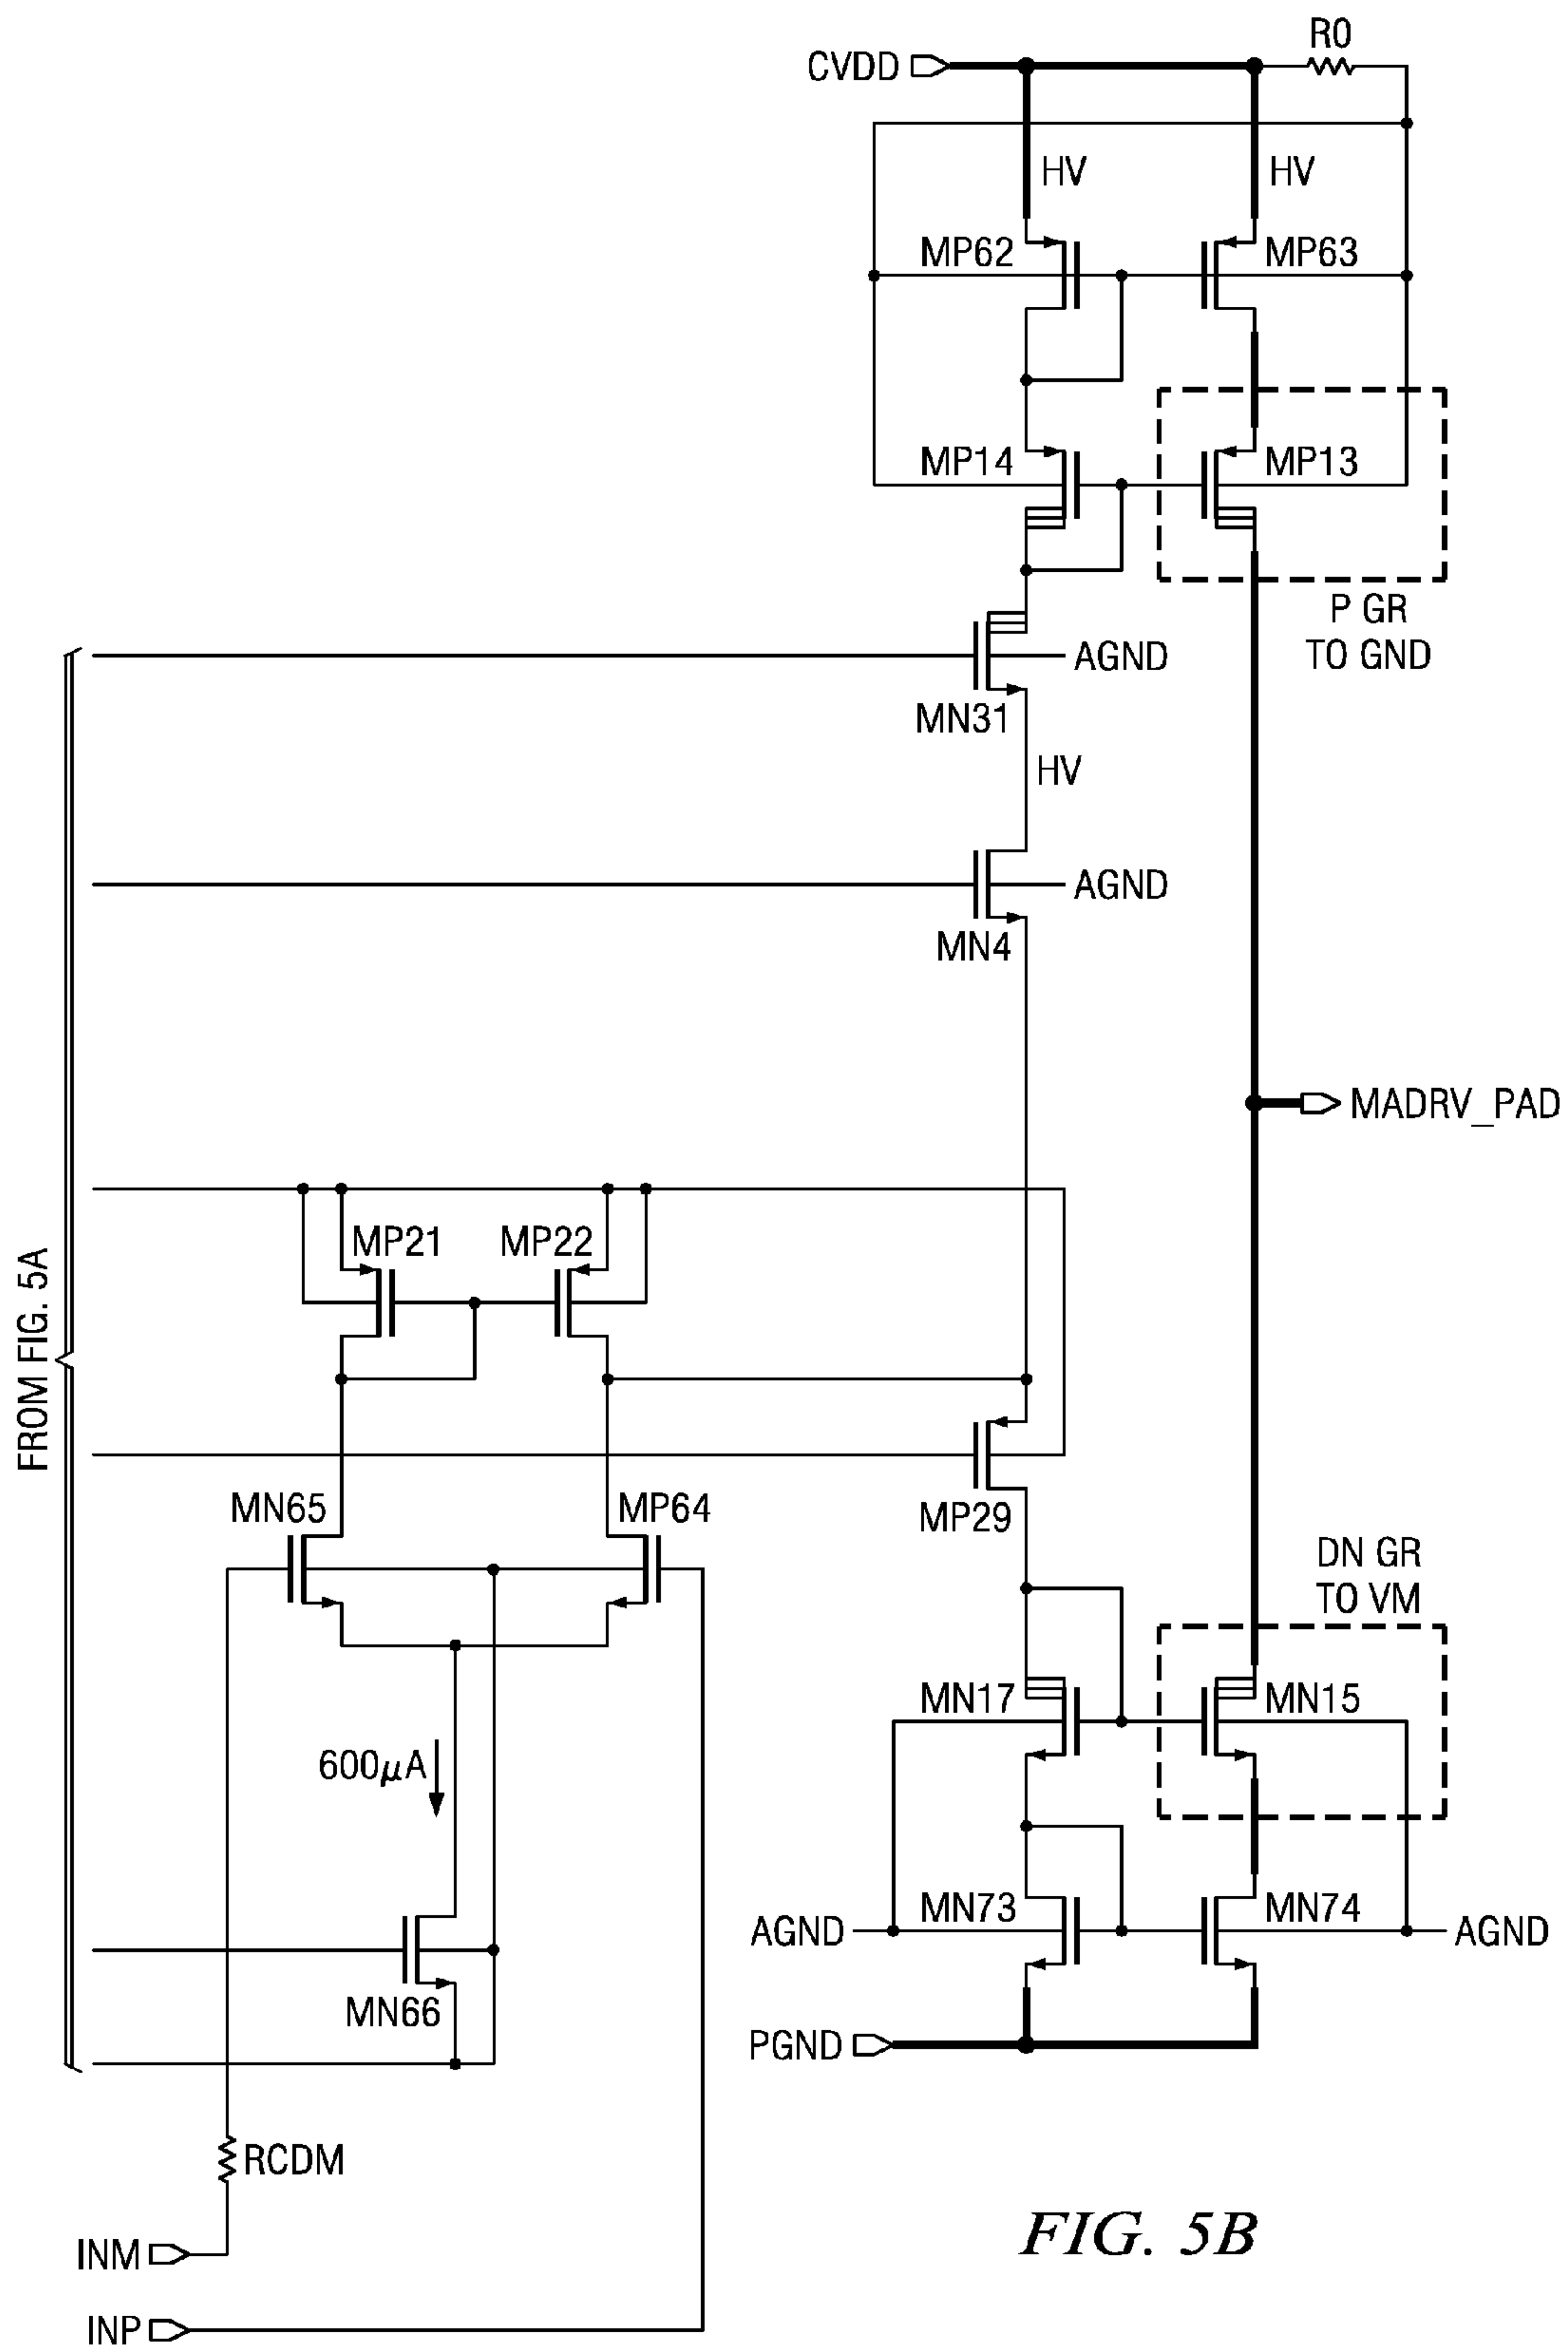 R0
CVDD
HV HV
MP62 MP63
MP14 MP13
P GR
TO GND
AGND
MN31
HV
AGND
MN4
MADRV_PAD
MP21 MP22
FROM FIG. 5A
MN65 MP64
MP29
DN GR
TO VM
MN17 MN15
600µA
MN73 MN74
AGND AGND
MN66
PGND
RCDM
INM
FIG. 5B
INP